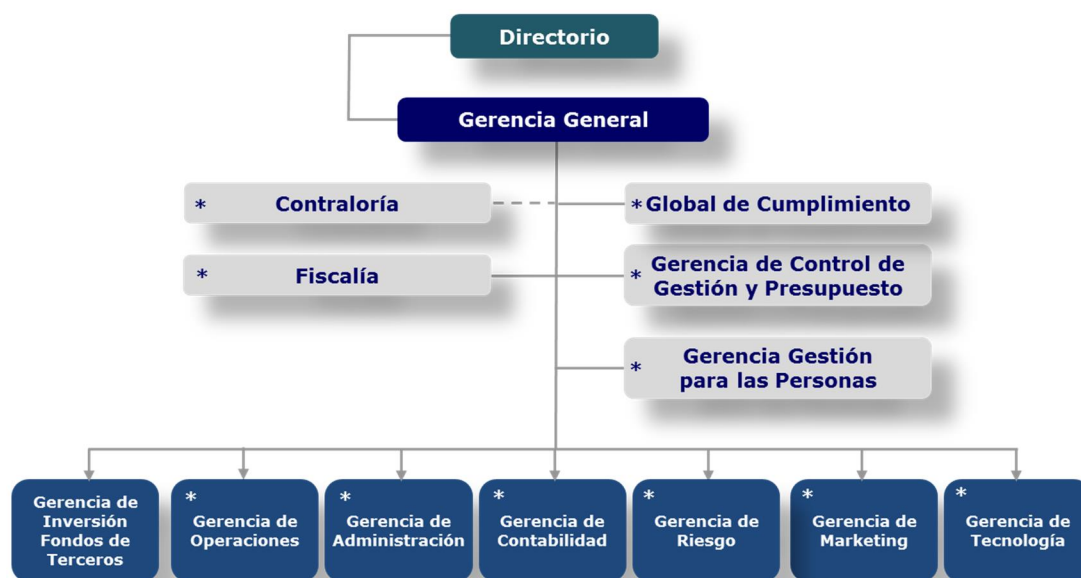 Directorio
Gerencia General
* Contraloría
* Global de Cumplimiento
* Fiscalía
* Gerencia de Control de
Gestión y Presupuesto
* Gerencia Gestión
para las Personas
Gerencia de
Inversión
Fondos de
Terceros
*
Gerencia de
Operaciones
*
Gerencia de
Administración
*
Gerencia de
Contabilidad
*
Gerencia de
Riesgo
*
Gerencia de
Marketing
*
Gerencia de
Tecnología